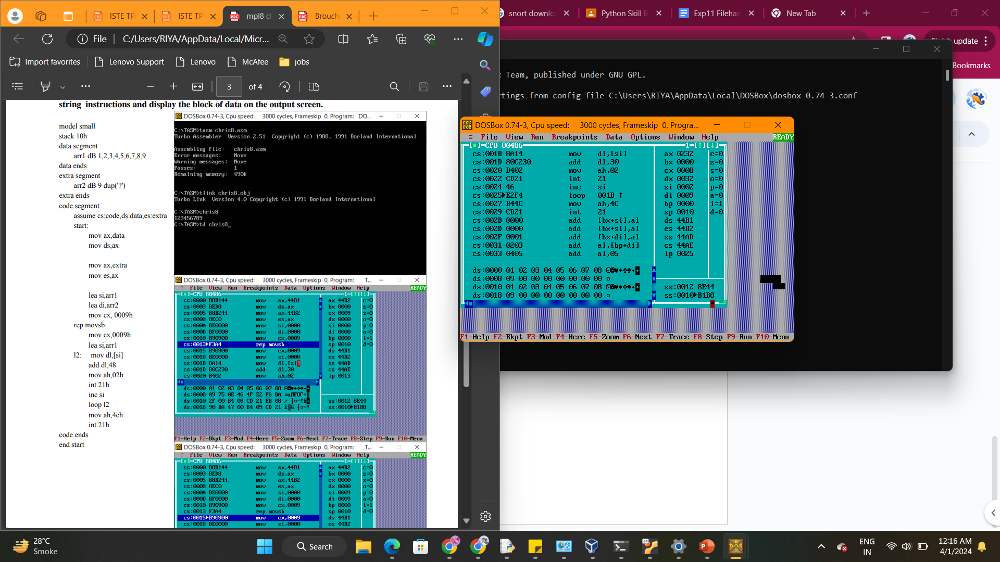 ISTE TP
ISTE TP
mpl8 ch
Brouch
snort downlo
Python Skill B
Exp11 Filehan
New Tab
File
C:/Users/RIYA/AppData/Local/Micr...
Finish update
Import favorites
Lenovo Support
Lenovo
McAfee
jobs
Bookmarks
3 of 4
Team, published under GNU GPL.
ttings from config file C:\Users\RIYA\AppData\Local\DOSBox\dosbox-0.74-3.conf
string instructions and display the block of data on the output screen.
model small
stack 10h
data segment
arr1 dB 1,2,3,4,5,6,7,8,9
data ends
extra segment
arr2 dB 9 dup('?')
extra ends
code segment
assume cs:code,ds:data,es:extra
start:
mov ax,data
mov ds,ax
mov ax,extra
mov es,ax
lea si,arr1
lea di,arr2
mov cx, 0009h
rep movsb
mov cx,0009h
lea si,arr1
l2: mov dl,[si]
add dl,48
mov ah,02h
int 21h
inc si
loop l2
mov ah,4ch
int 21h
code ends
end start
DOSBox 0.74-3, Cpu speed: 3000 cycles, Frameskip 0, Program: DO...
C:\TASM>tasm chris8.asm
Turbo Assembler Version 2.51 Copyright (c) 1988, 1991 Borland International
Assembling file: chris8.asm
Error messages: None
Warning messages: None
Passes: 1
Remaining memory: 490k
C:\TASM>tlink chris8.obj
Turbo Link Version 4.0 Copyright (c) 1991 Borland International
C:\TASM>chris8
123456789
C:\TASM>td chris8_
DOSBox 0.74-3, Cpu speed: 3000 cycles, Frameskip 0, Program: T...
File View Run Breakpoints Data Options Window Help READY
CPU 80486 1
cs:0000 B8B144 mov ax,44B1 ax 44B2 c=0
cs:0003 8ED8 mov ds,ax bx 0000 z=0
cs:0005 B8B244 mov ax,44B2 cx 0009 s=0
cs:0008 8EC0 mov es,ax dx 0000 o=0
cs:000A BE0000 mov si,0000 si 0000 p=0
cs:000D BF0000 mov di,0000 di 0000 a=0
cs:0010 B90900 mov cx,0009 bp 0000 i=1
cs:0013 F3A4 rep movsb sp 0010 d=0
cs:0015 B90900 mov cx,0009 ds 44B1
cs:0018 BE0000 mov si,0000 es 44B2
cs:001B 8A14 mov dl,[si] ss 44AD
cs:001D 80C230 add dl,30 cs 44AE
cs:0020 B402 mov ah,02 ip 0013
ds:0000 01 02 03 04 05 06 07 08
ds:0008 09 75 0E 46 4F E2 F6 BA
ds:0010 2F 00 B4 09 CD 21 EB 08 ss:0012 8E44
ds:0018 90 BA 47 00 B4 09 CD 21 ss:0010 B1B8
F1-Help F2-Bkpt F3-Mod F4-Here F5-Zoom F6-Next F7-Trace F8-Step F9-Run F10-Menu
DOSBox 0.74-3, Cpu speed: 3000 cycles, Frameskip 0, Program: T...
File View Run Breakpoints Data Options Window Help READY
CPU 80486 1
cs:0000 B8B144 mov ax,44B1 ax 44B2 c=0
cs:0003 8ED8 mov ds,ax bx 0000 z=0
cs:0005 B8B244 mov ax,44B2 cx 0000 s=0
cs:0008 8EC0 mov es,ax dx 0000 o=0
cs:000A BE0000 mov si,0000 si 0009 p=0
cs:000D BF0000 mov di,0000 di 0009 a=0
cs:0010 B90900 mov cx,0009 bp 0000 i=1
cs:0013 F3A4 rep movsb sp 0010 d=0
cs:0015 B90900 mov cx,0009 ds 44B1
cs:0018 BE0000 mov si,0000 es 44B2
DOSBox 0.74-3, Cpu speed: 3000 cycles, Frameskip 0, Progra...
File View Run Breakpoints Data Options Window Help READY
CPU 80486 1
cs:001B 8A14 mov dl,[si] ax 0232 c=0
cs:001D 80C230 add dl,30 bx 0000 z=0
cs:0020 B402 mov ah,02 cx 0008 s=0
cs:0022 CD21 int 21 dx 0032 o=0
cs:0024 46 inc si si 0002 p=0
cs:0025 E2F4 loop 001B ↑ di 0009 a=0
cs:0027 B44C mov ah,4C bp 0000 i=1
cs:0029 CD21 int 21 sp 0010 d=0
cs:002B 0000 add [bx+si],al ds 44B1
cs:002D 0000 add [bx+si],al es 44B2
cs:002F 0001 add [bx+di],al ss 44AD
cs:0031 0203 add al,[bp+di] cs 44AE
cs:0033 0405 add al,05 ip 0025
ds:0000 01 02 03 04 05 06 07 08
ds:0008 09 00 00 00 00 00 00 00
ds:0010 01 02 03 04 05 06 07 08 ss:0012 8E44
ds:0018 09 00 00 00 00 00 00 00 ss:0010 B1B8
F1-Help F2-Bkpt F3-Mod F4-Here F5-Zoom F6-Next F7-Trace F8-Step F9-Run F10-Menu
28°C
Smoke
Search
ENG
IN
12:16 AM
4/1/2024